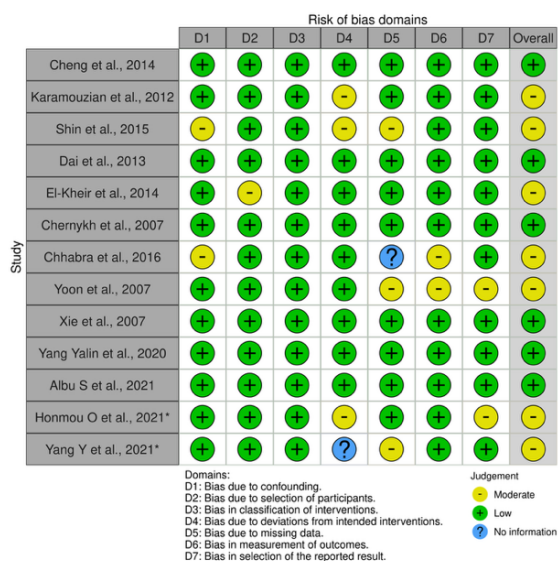 Risk of bias domains
D1 D2 D3 D4 D5 D6 D7 Overall
Study
Cheng et al., 2014 + + + + + + + +
Karamouzian et al., 2012 + + + - + + + -
Shin et al., 2015 - + + - - + + -
Dai et al., 2013 + + + + + + + +
El-Kheir et al., 2014 + - + + + + + -
Chernykh et al., 2007 + + + + + + + +
Chhabra et al., 2016 - + + + ? - + -
Yoon et al., 2007 + + + + - - - -
Xie et al., 2007 + + + + + + + +
Yang Yalin et al., 2020 + + + + + + + +
Albu S et al., 2021 + + + + + + + +
Honmou O et al., 2021* + + + - + + - -
Yang Y et al., 2021* + + + ? - + + -
Domains:
D1: Bias due to confounding.
D2: Bias due to selection of participants.
D3: Bias in classification of interventions.
D4: Bias due to deviations from intended interventions.
D5: Bias due to missing data.
D6: Bias in measurement of outcomes.
D7: Bias in selection of the reported result.
Judgement
- Moderate
+ Low
? No information